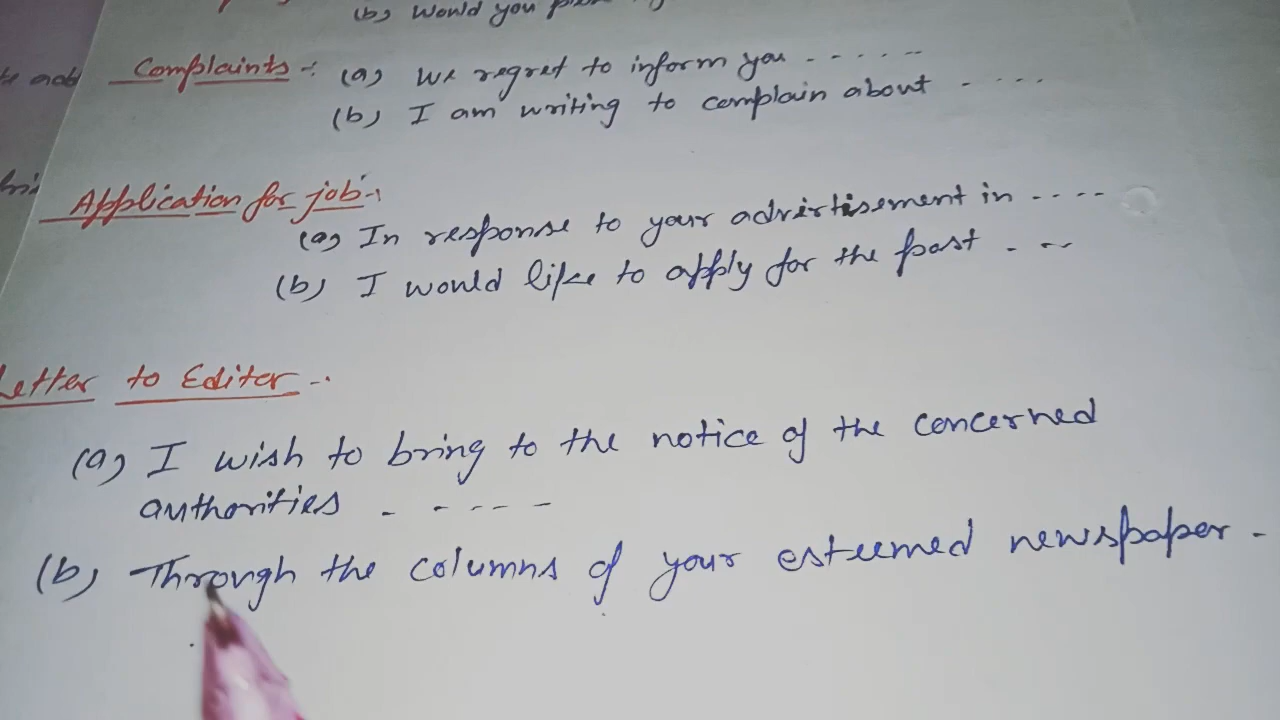 (b) Would you
Complaints :- (a) We regret to inform you ------
(b) I am writing to complain about ----
Application for job :-
(a) In response to your advertisement in ----
(b) I would like to apply for the post ---
Letter to Editor :-
(a) I wish to bring to the notice of the concerned
authorities ------
(b) Through the columns of your esteemed newspaper -